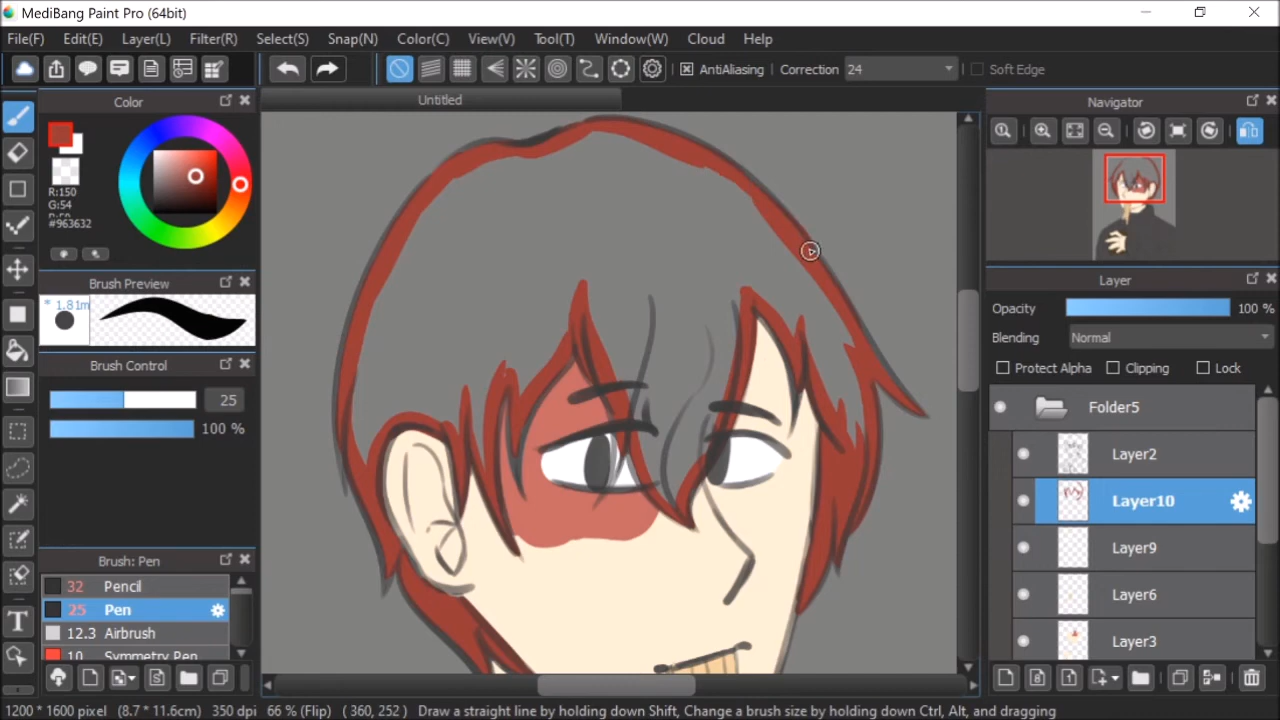 MediBang Paint Pro (64bit)
File(F) Edit(E) Layer(L) Filter(R) Select(S) Snap(N) Color(C) View(V) Tool(T) Window(W) Cloud Help
AntiAliasing Correction 24 Soft Edge
Color
Untitled
Navigator
R:150
G:54
#963632
Brush Preview
* 1.81m
Layer
Opacity 100 %
Blending Normal
Brush Control
Protect Alpha Clipping Lock
25
100 %
Folder5
Layer2
Layer10
Layer9
Layer6
Layer3
Brush: Pen
32 Pencil
25 Pen
12.3 Airbrush
10 Symmetry Pen
1200 * 1600 pixel (8.7 * 11.6cm) 350 dpi 66 % (Flip) ( 360, 252 ) Draw a straight line by holding down Shift, Change a brush size by holding down Ctrl, Alt, and dragging